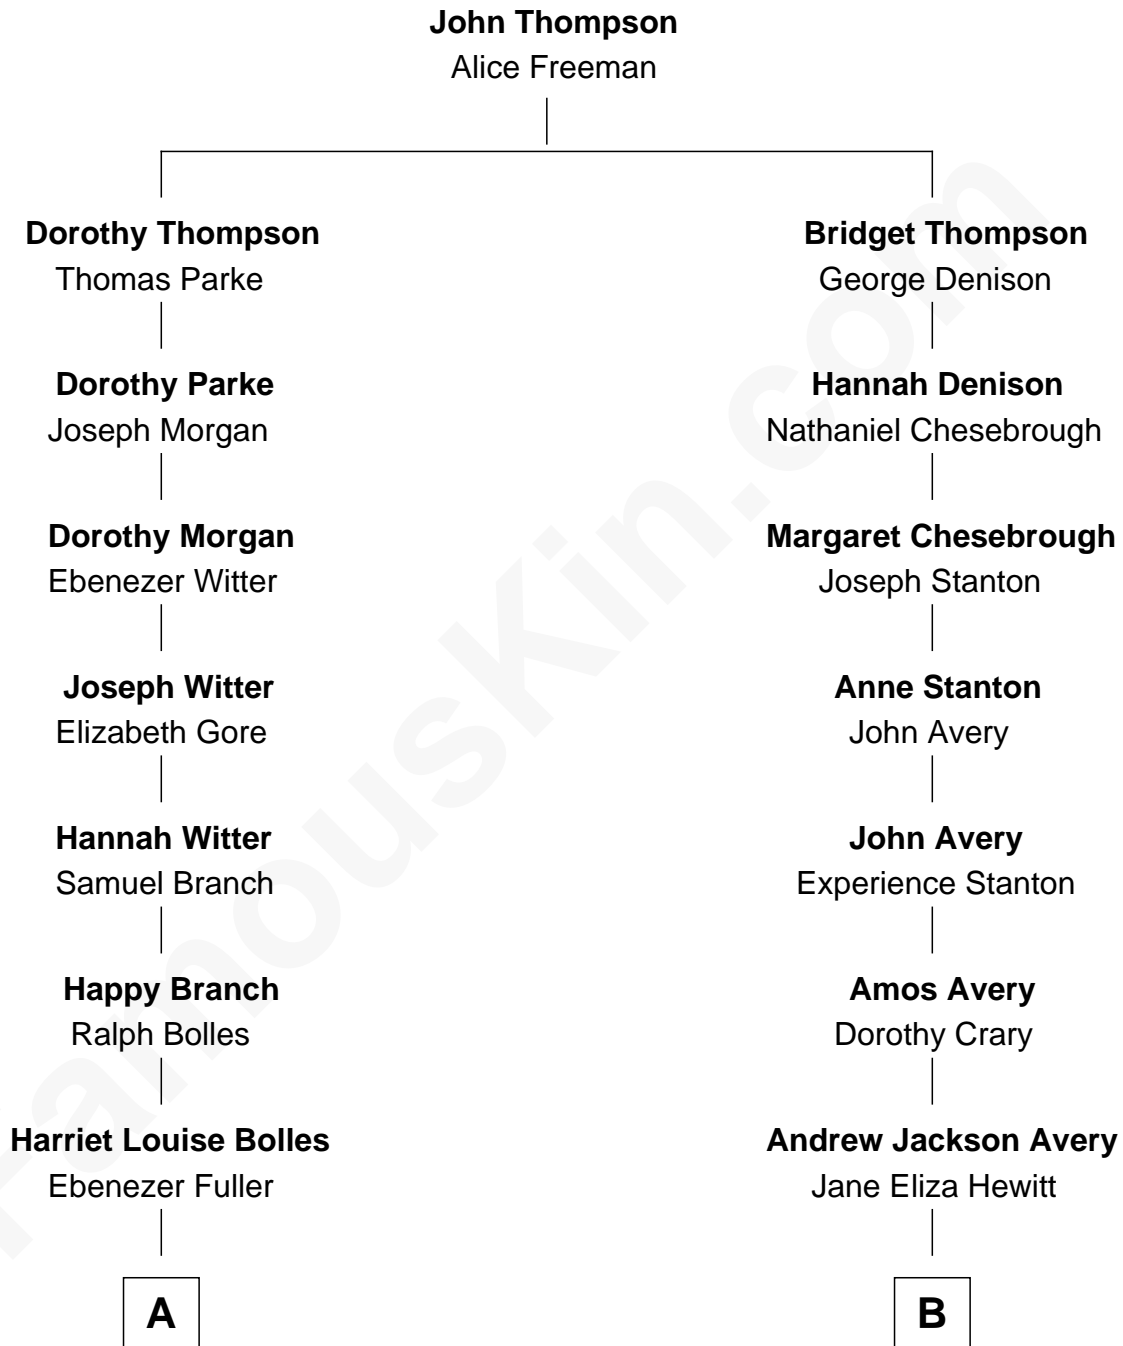 John Thompson
Alice Freeman
Dorothy Thompson
Thomas Parke
Bridget Thompson
George Denison
Dorothy Parke
Joseph Morgan
Hannah Denison
Nathaniel Chesebrough
Dorothy Morgan
Ebenezer Witter
Margaret Chesebrough
Joseph Stanton
Joseph Witter
Elizabeth Gore
Anne Stanton
John Avery
Hannah Witter
Samuel Branch
John Avery
Experience Stanton
Happy Branch
Ralph Bolles
Amos Avery
Dorothy Crary
Harriet Louise Bolles
Ebenezer Fuller
Andrew Jackson Avery
Jane Eliza Hewitt
A
B
FamousKin.com